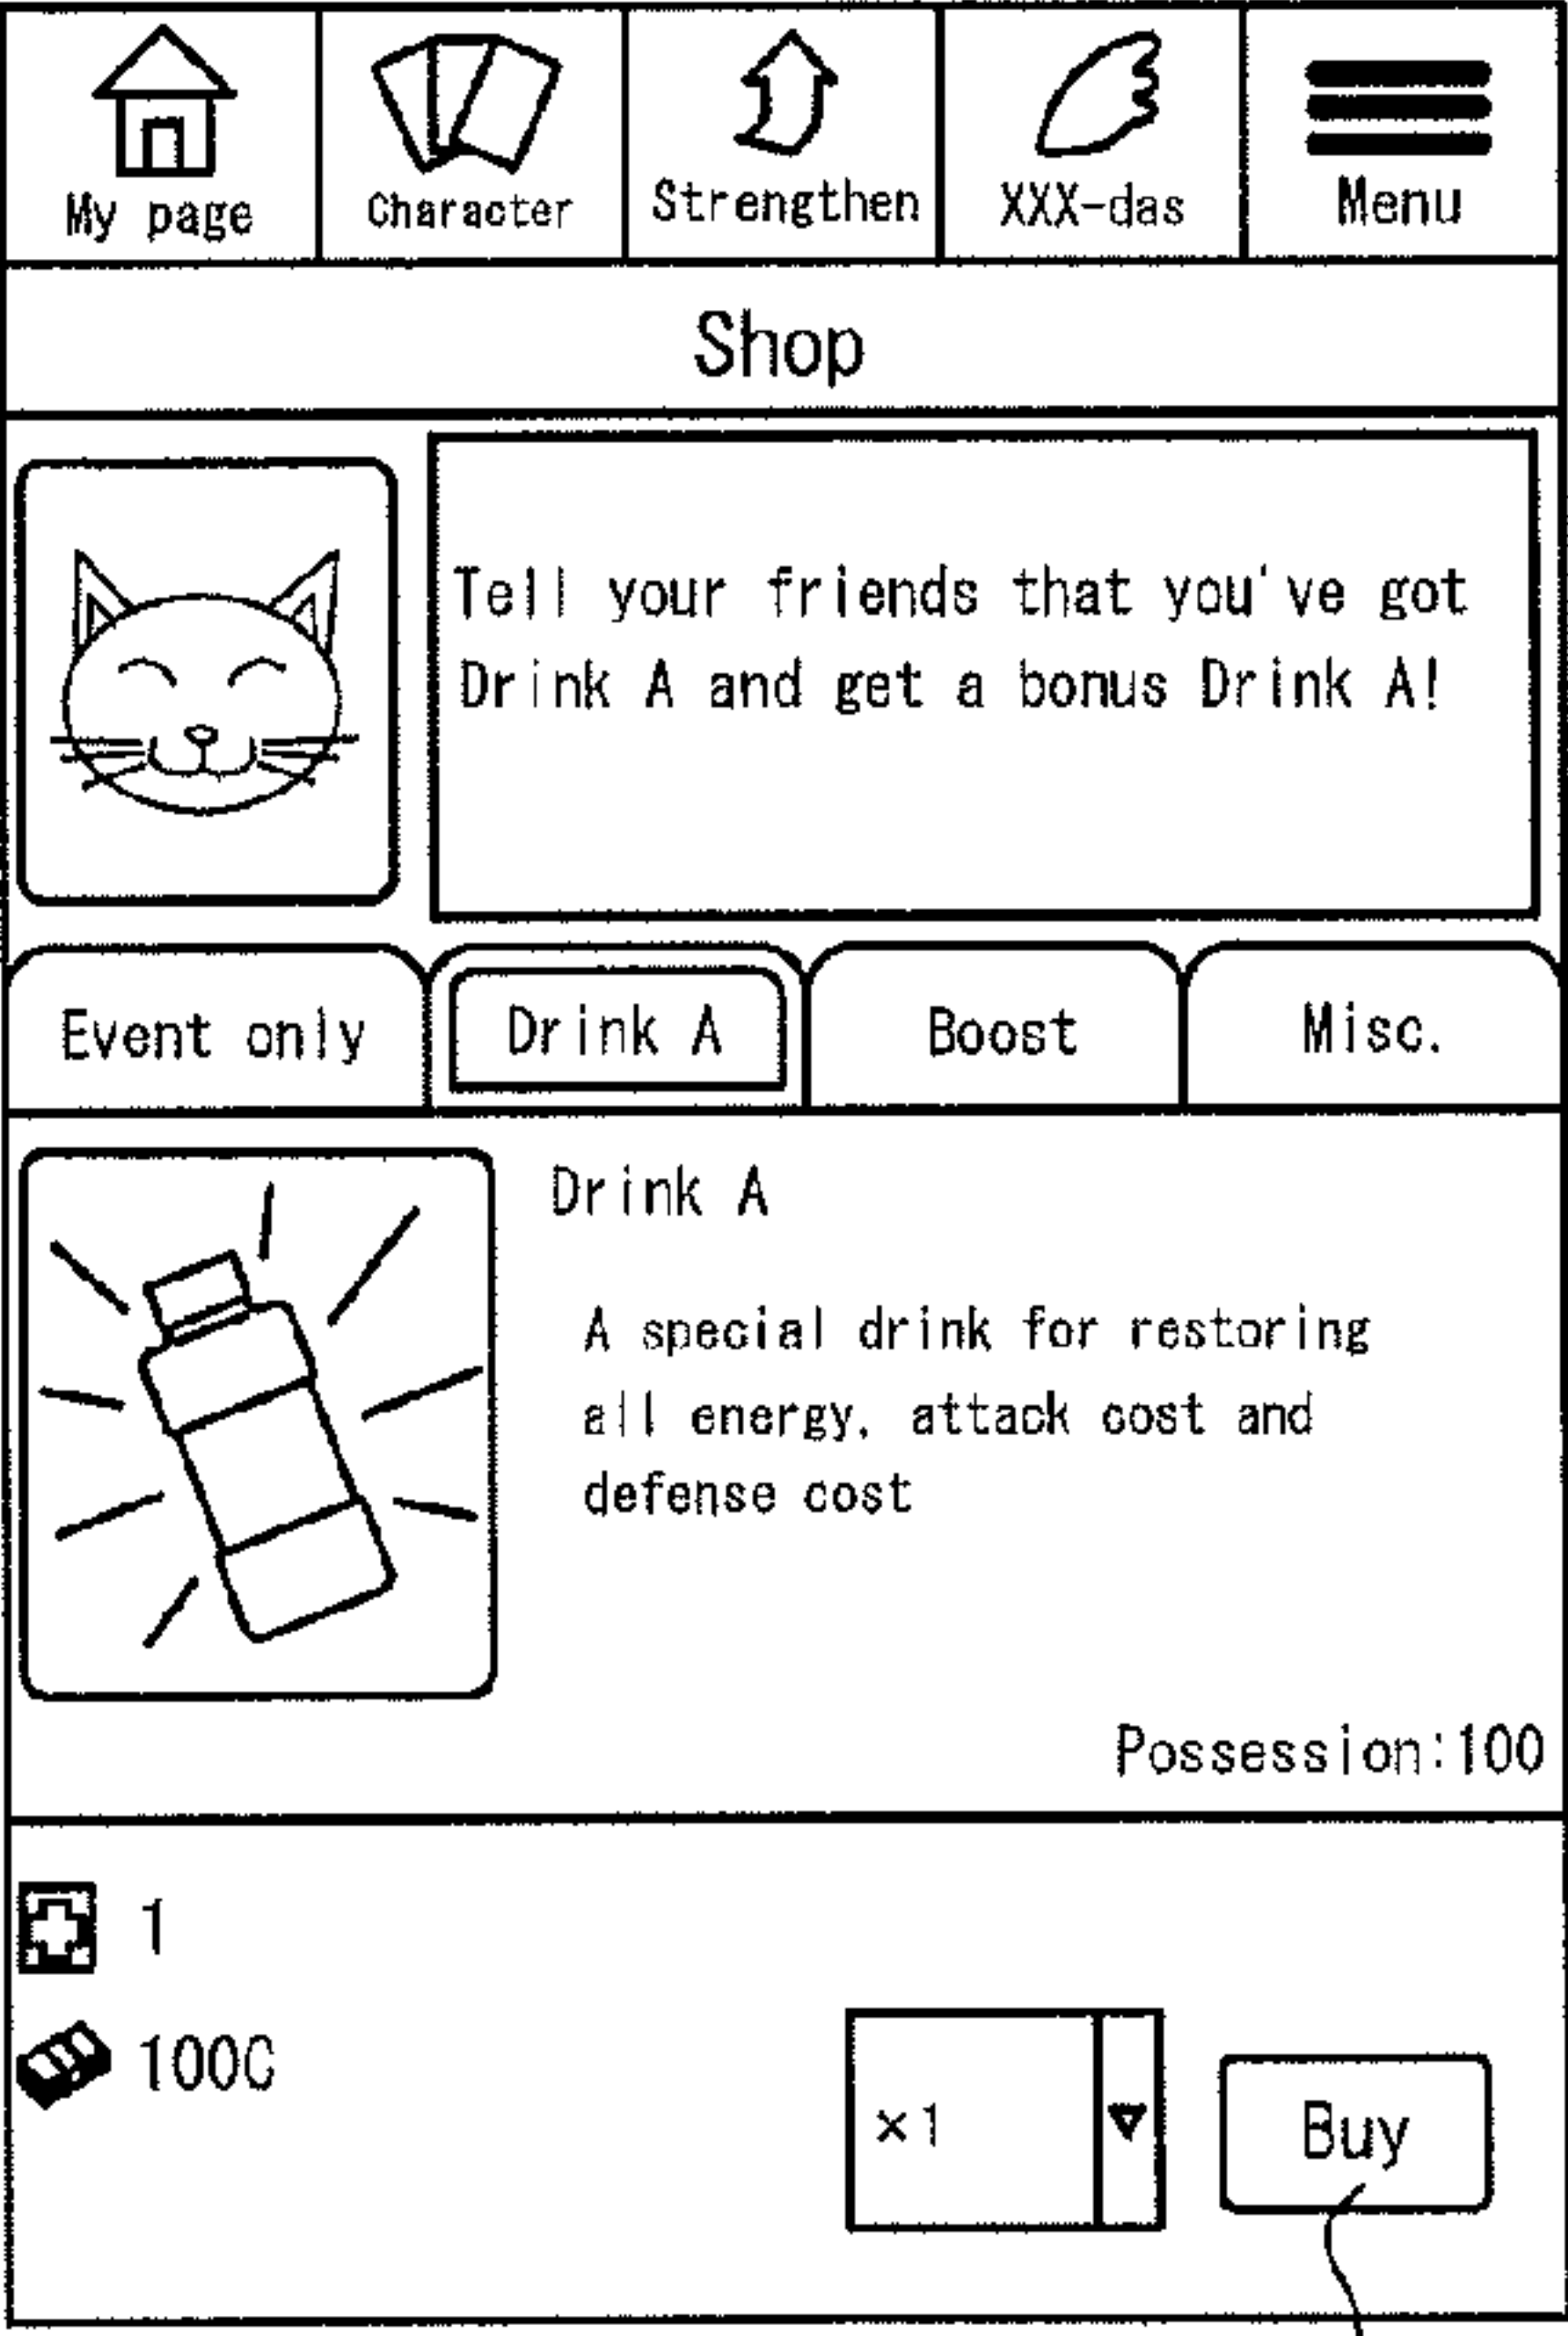 My page
Character
Strengthen
XXX-das
Menu
Shop
Tell your friends that you've got
Drink A and get a bonus Drink A!
Event only
Drink A
Boost
Misc.
Drink A
A special drink for restoring
all energy, attack cost and
defense cost
Possession:100
1
100C
×1
Buy